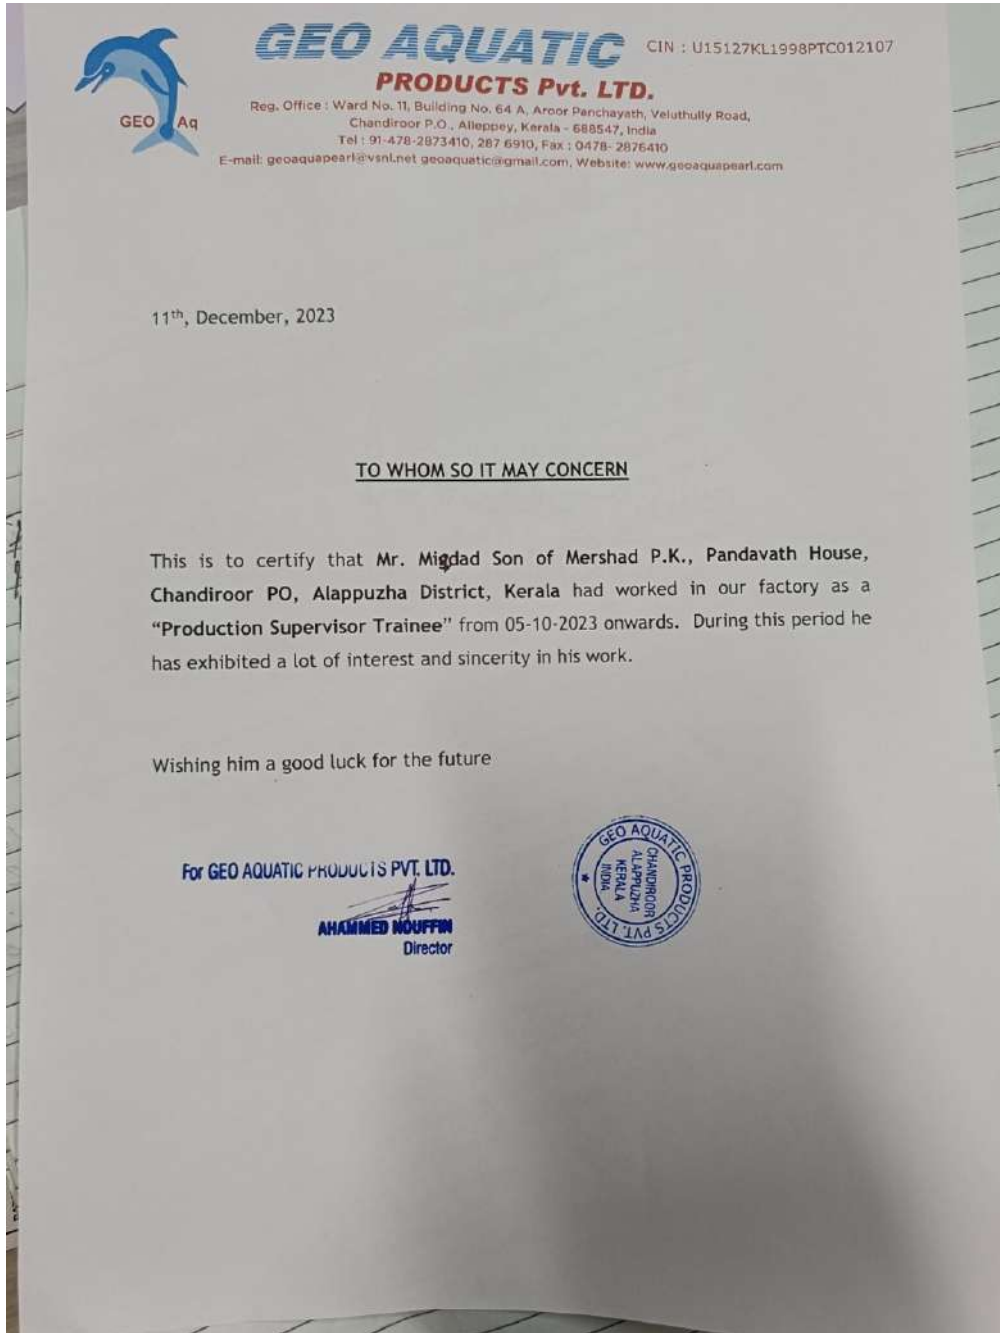 GEO AQUATIC
CIN : U15127KL1998PTC012107
PRODUCTS Pvt. LTD.
GEO Aq
Reg. Office : Ward No. 11, Building No. 64 A, Aroor Panchayath, Veluthully Road,
Chandiroor P.O., Alleppey, Kerala - 688547, India
Tel : 91-478-2873410, 287 6910, Fax : 0478- 2876410
E-mail: geoaquapearl@vsnl.net geoaquatic@gmail.com, Website: www.geoaquapearl.com
11th, December, 2023
TO WHOM SO IT MAY CONCERN
This is to certify that Mr. Migdad Son of Mershad P.K., Pandavath House,
Chandiroor PO, Alappuzha District, Kerala had worked in our factory as a
“Production Supervisor Trainee” from 05-10-2023 onwards. During this period he
has exhibited a lot of interest and sincerity in his work.
Wishing him a good luck for the future
For GEO AQUATIC PRODUCTS PVT. LTD.
AHAMMED NOUFFIN
Director
GEO AQUATIC PRODUCTS PVT. LTD.
CHANDIROOR
ALAPPUZHA
KERALA
INDIA